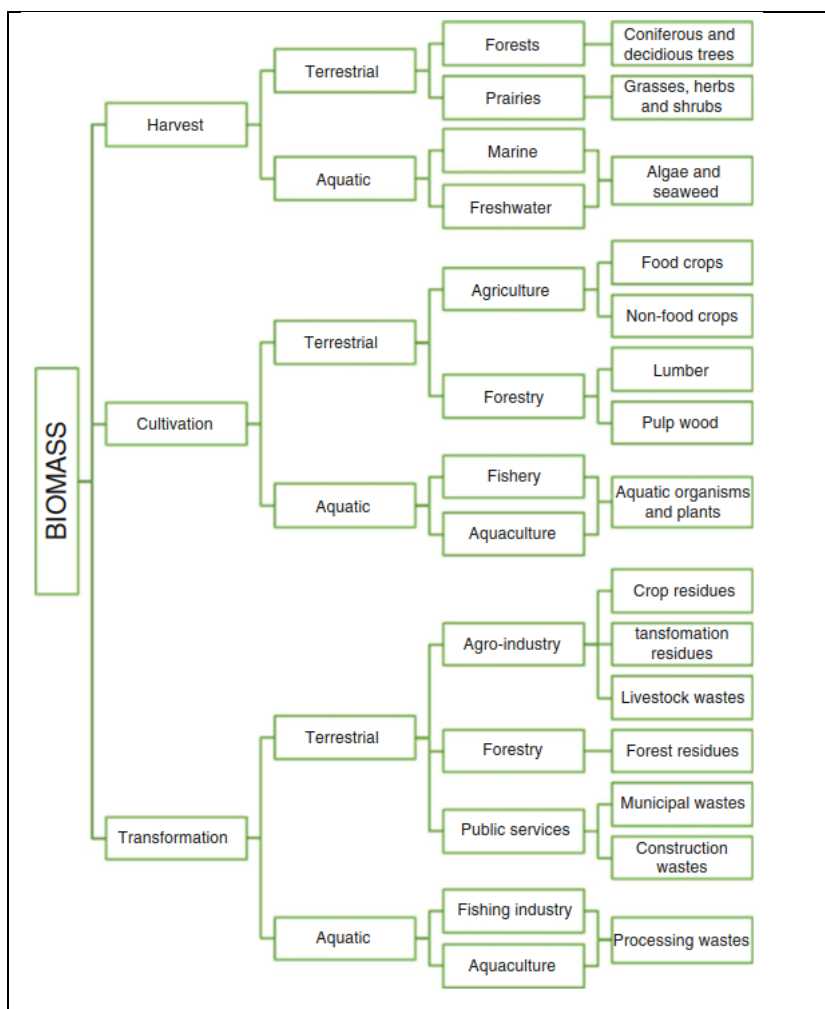 BIOMASS
Harvest
Terrestrial
Forests
Coniferous and
decidious trees
Prairies
Grasses, herbs
and shrubs
Aquatic
Marine
Freshwater
Algae and
seaweed
Cultivation
Terrestrial
Agriculture
Food crops
Non-food crops
Forestry
Lumber
Pulp wood
Aquatic
Fishery
Aquaculture
Aquatic organisms
and plants
Transformation
Terrestrial
Agro-industry
Crop residues
tansfomation
residues
Livestock wastes
Forestry
Forest residues
Public services
Municipal wastes
Construction
wastes
Aquatic
Fishing industry
Aquaculture
Processing wastes